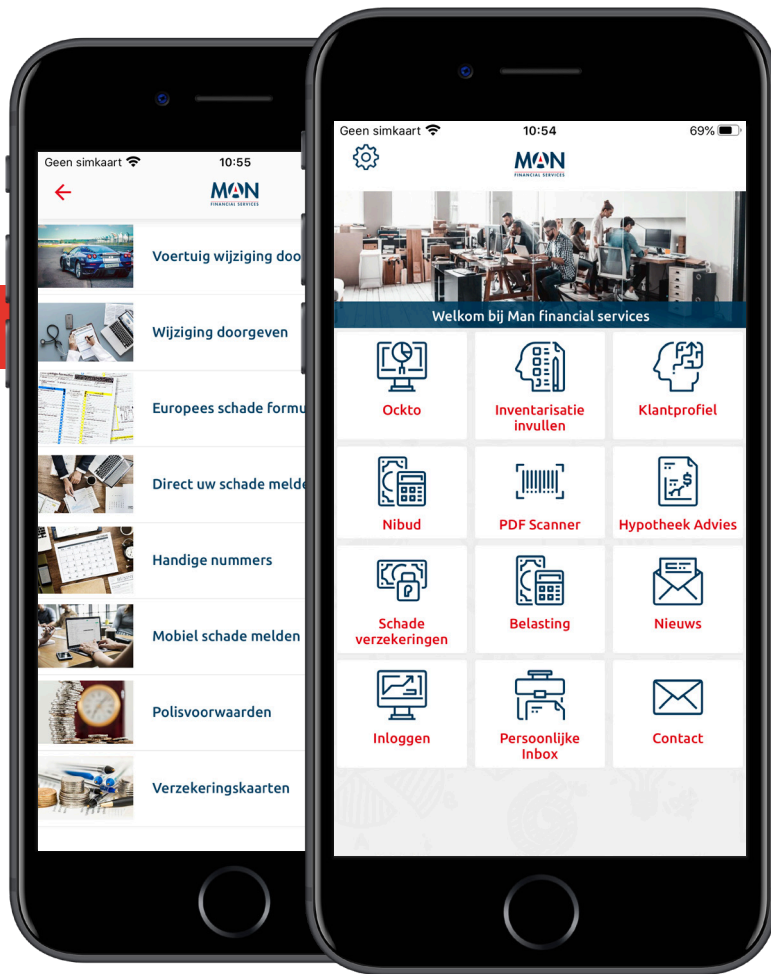 Geen simkaart
10:55
MAN
FINANCIAL SERVICES
Voertuig wijziging doo
Wijziging doorgeven
Europees schade formu
Direct uw schade melde
Handige nummers
Mobiel schade melden
Polisvoorwaarden
Verzekeringskaarten
Geen simkaart
10:54
69%
MAN
FINANCIAL SERVICES
Welkom bij Man financial services
Ockto
Inventarisatie
invullen
Klantprofiel
Nibud
PDF Scanner
Hypotheek Advies
Schade
verzekeringen
Belasting
Nieuws
Inloggen
Persoonlijke
Inbox
Contact